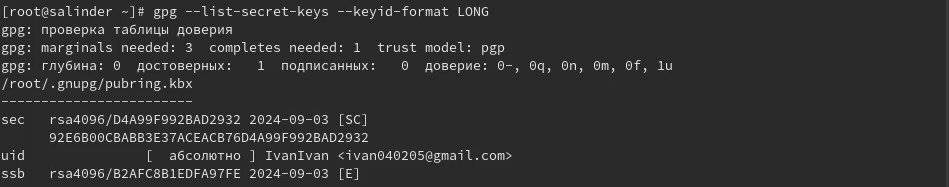 [root@salinder ~]# gpg --list-secret-keys --keyid-format LONG
gpg: проверка таблицы доверия
gpg: marginals needed: 3  completes needed: 1  trust model: pgp
gpg: глубина: 0  достоверных:   1  подписанных:   0  доверие: 0-, 0q, 0n, 0m, 0f, 1u
/root/.gnupg/pubring.kbx
------------------------
sec   rsa4096/D4A99F992BAD2932 2024-09-03 [SC]
      92E6B00CBABB3E37ACEACB76D4A99F992BAD2932
uid               [  абсолютно ] IvanIvan <ivan040205@gmail.com>
ssb   rsa4096/B2AFC8B1EDFA97FE 2024-09-03 [E]